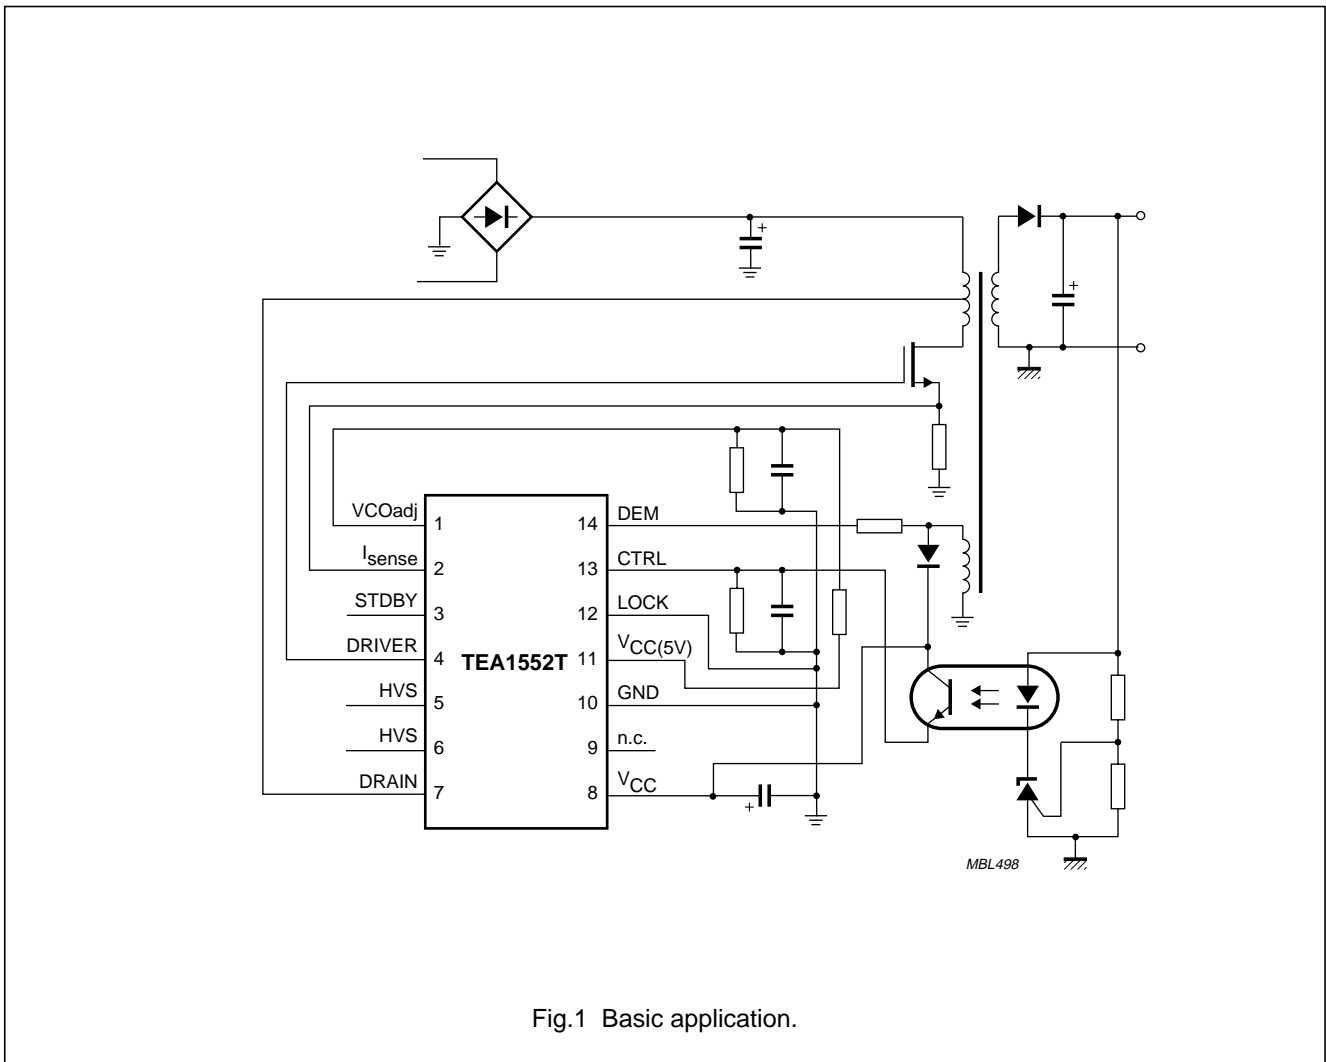 +
+
VCOadj
1
14
DEM
Isense
2
13
CTRL
STDBY
3
12
LOCK
DRIVER
4
TEA1552T
11
VCC(5V)
HVS
5
10
GND
HVS
6
9
n.c.
DRAIN
7
8
VCC
+
MBL498
Fig.1 Basic application.